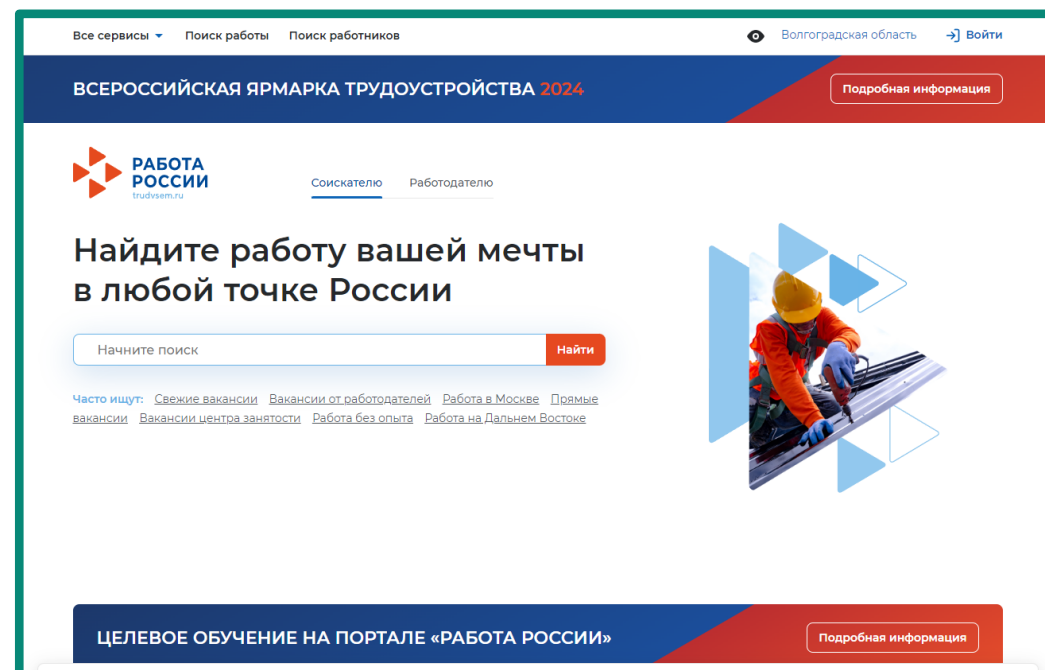 Все сервисы Поиск работы Поиск работников Волгоградская область Войти
ВСЕРОССИЙСКАЯ ЯРМАРКА ТРУДОУСТРОЙСТВА 2024 Подробная информация
РАБОТА
РОССИИ
trudvsem.ru
Соискателю Работодателю
Найдите работу вашей мечты
в любой точке России
Начните поиск Найти
Часто ищут: Свежие вакансии Вакансии от работодателей Работа в Москве Прямые
вакансии Вакансии центра занятости Работа без опыта Работа на Дальнем Востоке
ЦЕЛЕВОЕ ОБУЧЕНИЕ НА ПОРТАЛЕ «РАБОТА РОССИИ» Подробная информация